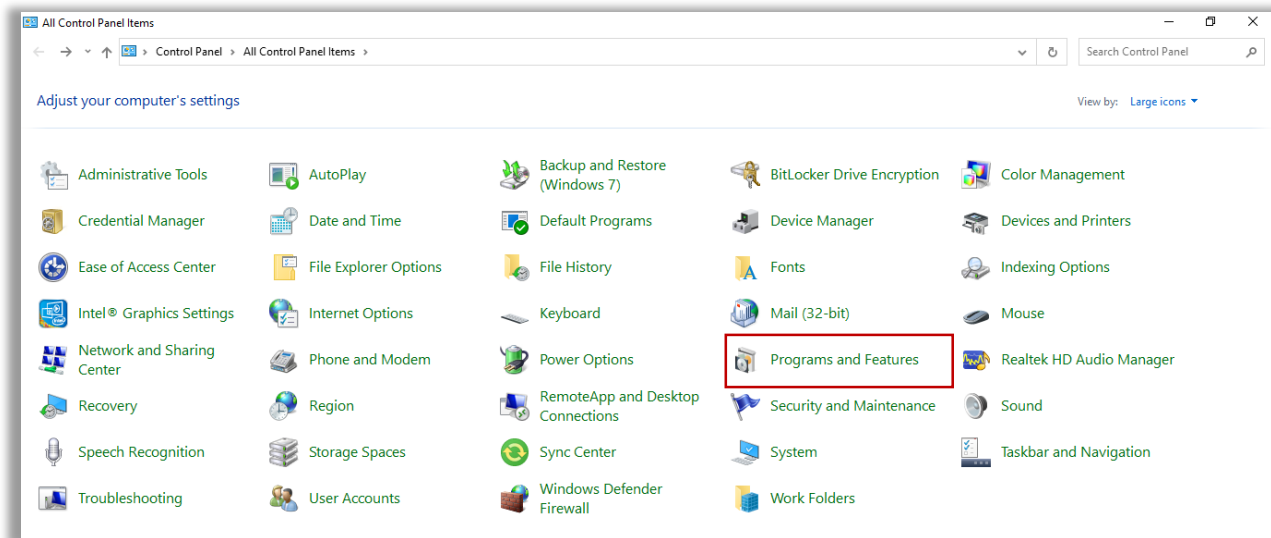 All Control Panel Items
Control Panel > All Control Panel Items >
Search Control Panel
Adjust your computer's settings
View by: Large icons
Administrative Tools
AutoPlay
Backup and Restore
(Windows 7)
BitLocker Drive Encryption
Color Management
Credential Manager
Date and Time
Default Programs
Device Manager
Devices and Printers
Ease of Access Center
File Explorer Options
File History
Fonts
Indexing Options
Intel® Graphics Settings
Internet Options
Keyboard
Mail (32-bit)
Mouse
Network and Sharing
Center
Phone and Modem
Power Options
Programs and Features
Realtek HD Audio Manager
Recovery
Region
RemoteApp and Desktop
Connections
Security and Maintenance
Sound
Speech Recognition
Storage Spaces
Sync Center
System
Taskbar and Navigation
Troubleshooting
User Accounts
Windows Defender
Firewall
Work Folders